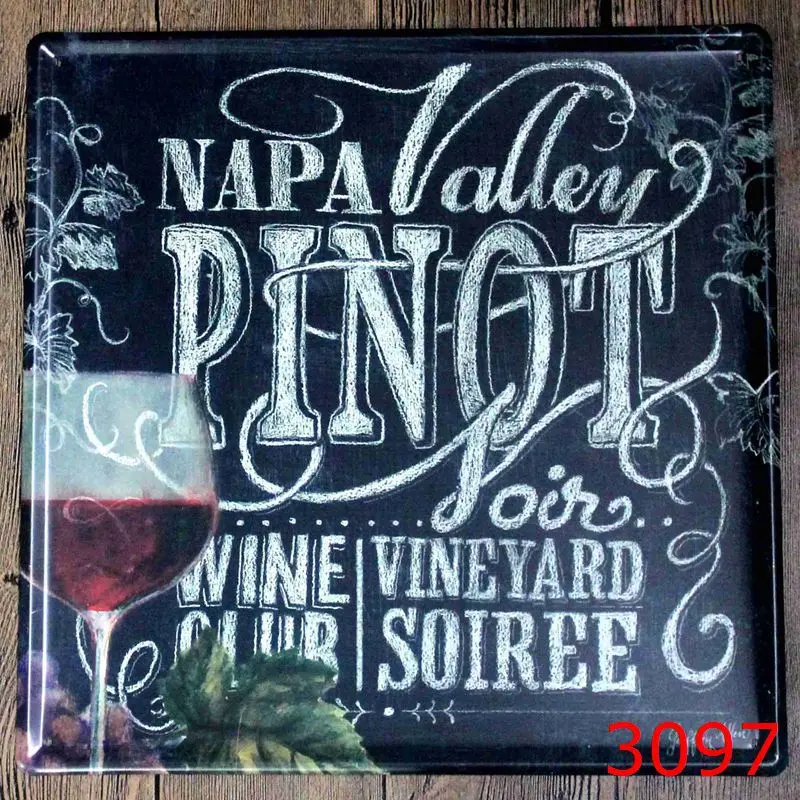 NAPA Valley
PINOT
Noir
WINE VINEYARD
CLUB SOIREE
3097